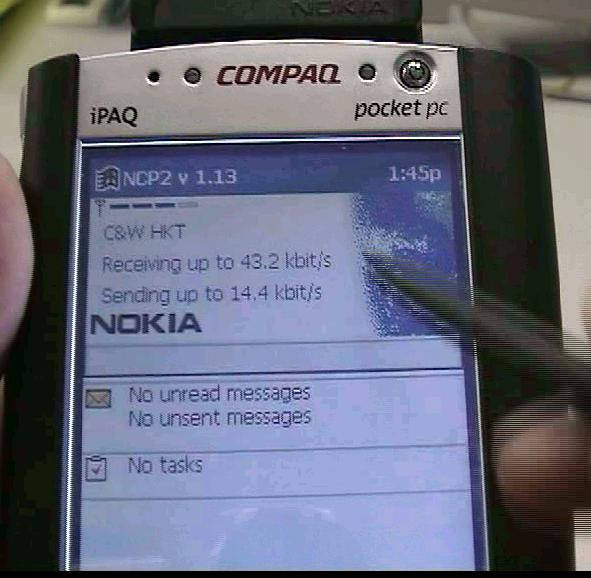 NOKIA
COMPAQ
iPAQ
pocket pc
NCP2 v 1.13
1:45p
C&W HKT
Receiving up to 43.2 kbit/s
Sending up to 14.4 kbit/s
NOKIA
No unread messages
No unsent messages
No tasks